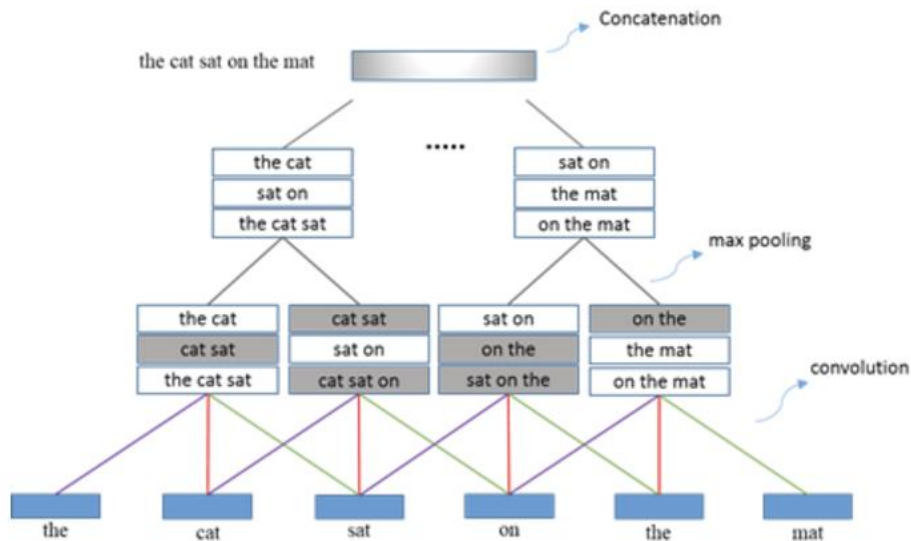 Concatenation
the cat sat on the mat
.....
the cat
sat on
the cat sat
sat on
the mat
on the mat
max pooling
the cat
cat sat
the cat sat
cat sat
sat on
cat sat on
sat on
on the
sat on the
on the
the mat
on the mat
convolution
the
cat
sat
on
the
mat